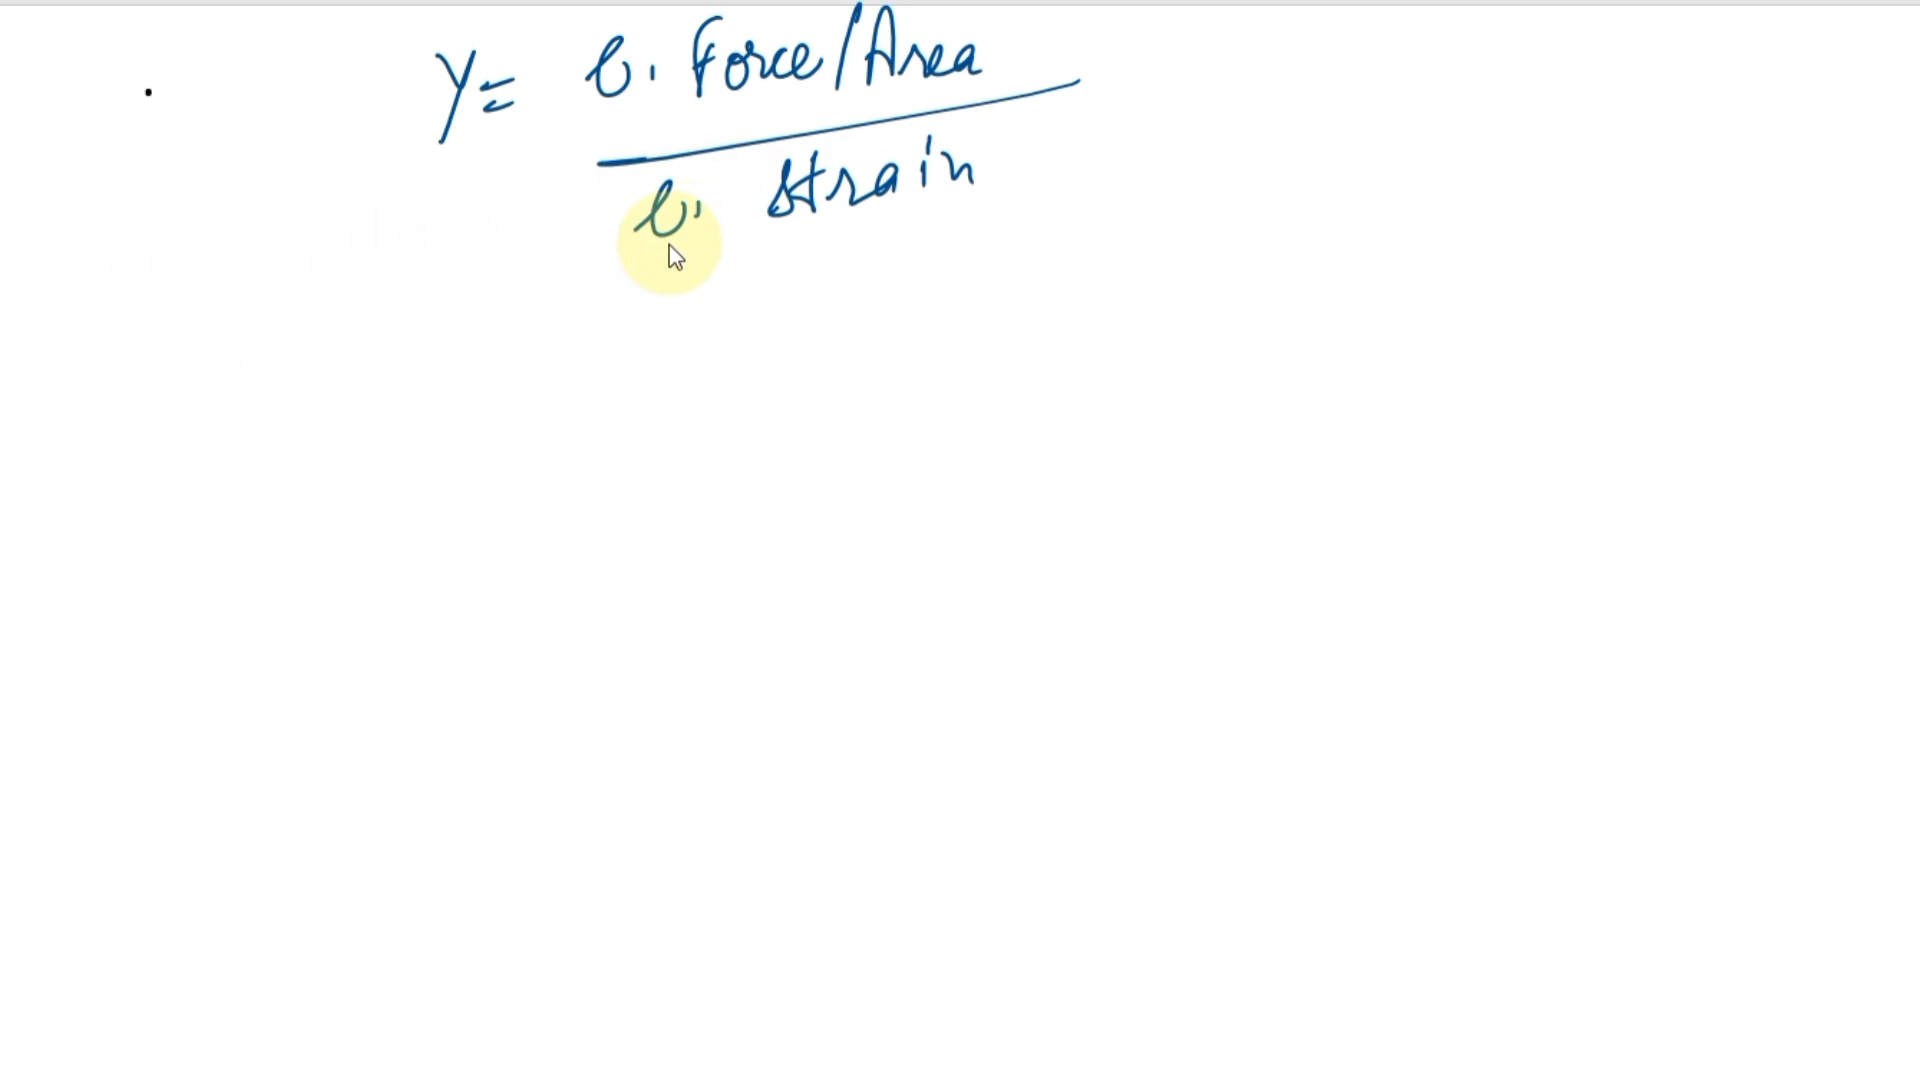 Y = l. Force/Area
l. strain